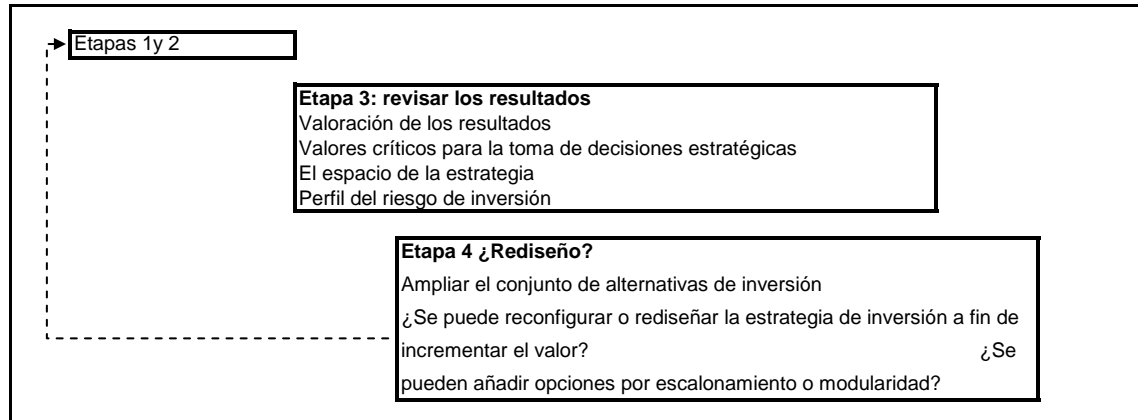 Etapas 1y 2
Etapa 3: revisar los resultados
Valoración de los resultados
Valores críticos para la toma de decisiones estratégicas
El espacio de la estrategia
Perfil del riesgo de inversión
Etapa 4 ¿Rediseño?
Ampliar el conjunto de alternativas de inversión
¿Se puede reconfigurar o rediseñar la estrategia de inversión a fin de
incrementar el valor? ¿Se
pueden añadir opciones por escalonamiento o modularidad?